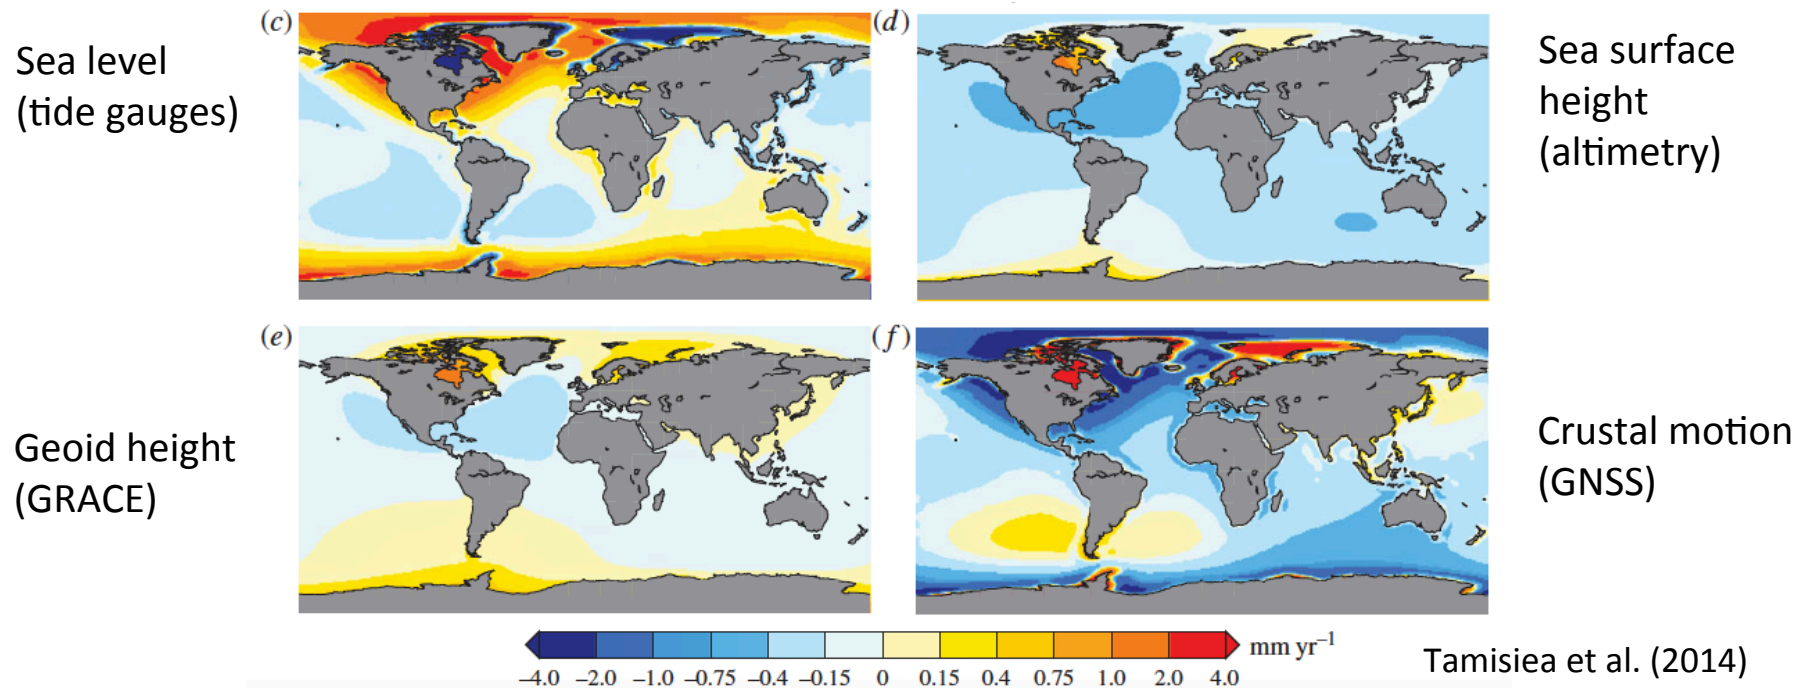 Sea level
(tide gauges)
(c)
(d)
Sea surface
height
(altimetry)
Geoid height
(GRACE)
(e)
(f)
Crustal motion
(GNSS)
mm yr⁻¹
–4.0 –2.0 –1.0 –0.75 –0.4 –0.15 0 0.15 0.4 0.75 1.0 2.0 4.0
Tamisiea et al. (2014)